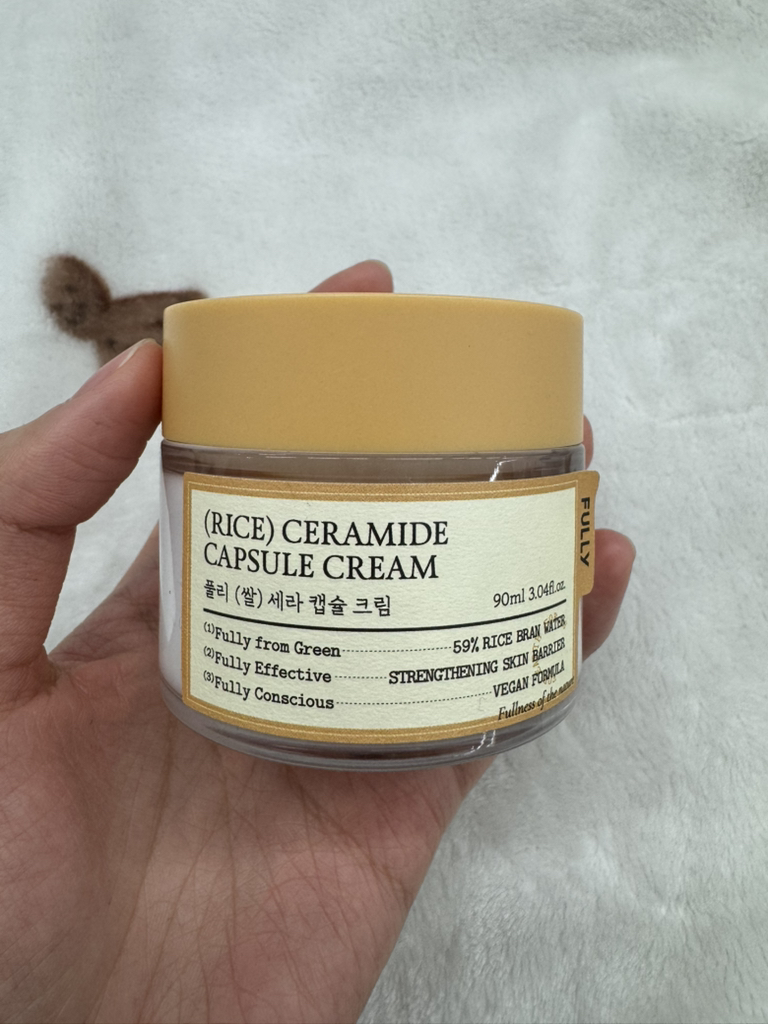 (RICE) CERAMIDE
CAPSULE CREAM
풀리 (쌀) 세라 캡슐 크림
90ml 3.04fl.oz.
(1)Fully from Green 59% RICE BRAN WATER
(2)Fully Effective STRENGTHENING SKIN BARRIER
(3)Fully Conscious VEGAN FORMULA
Fullness of the nature
FULLY